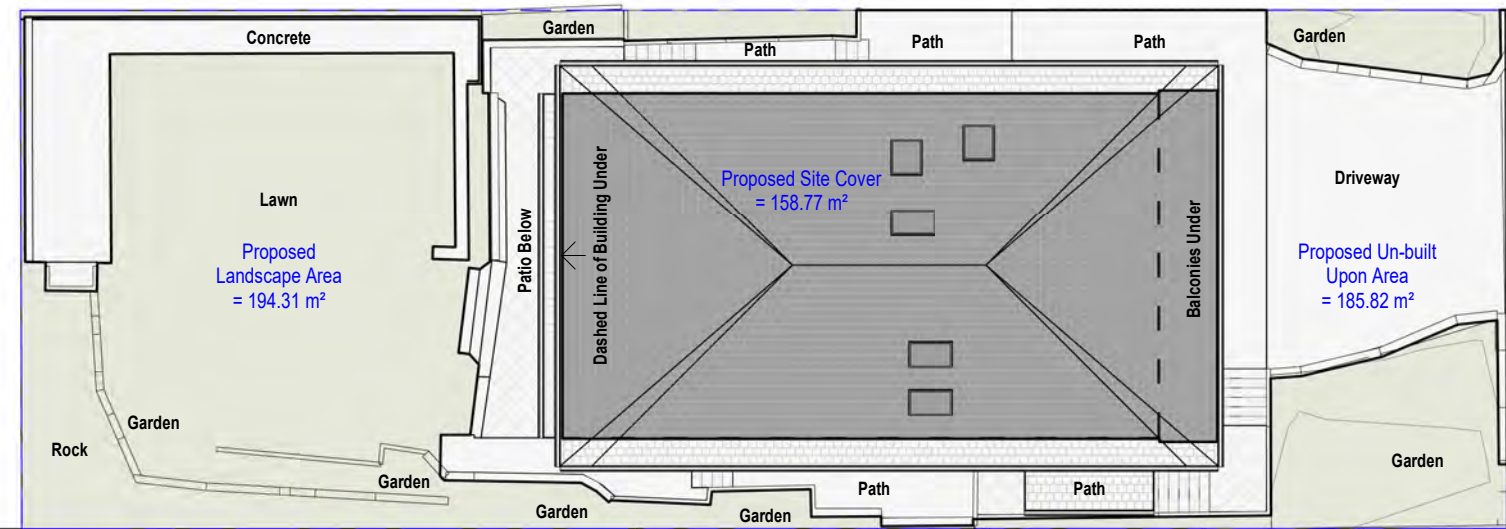 Garden
Concrete
Path
Path
Path
Garden
Lawn
Proposed
Landscape Area
= 194.31 m²
Patio Below
Dashed Line of Building Under
Proposed Site Cover
= 158.77 m²
Balconies Under
Driveway
Proposed Un-built
Upon Area
= 185.82 m²
Garden
Rock
Garden
Garden
Garden
Garden
Path
Path